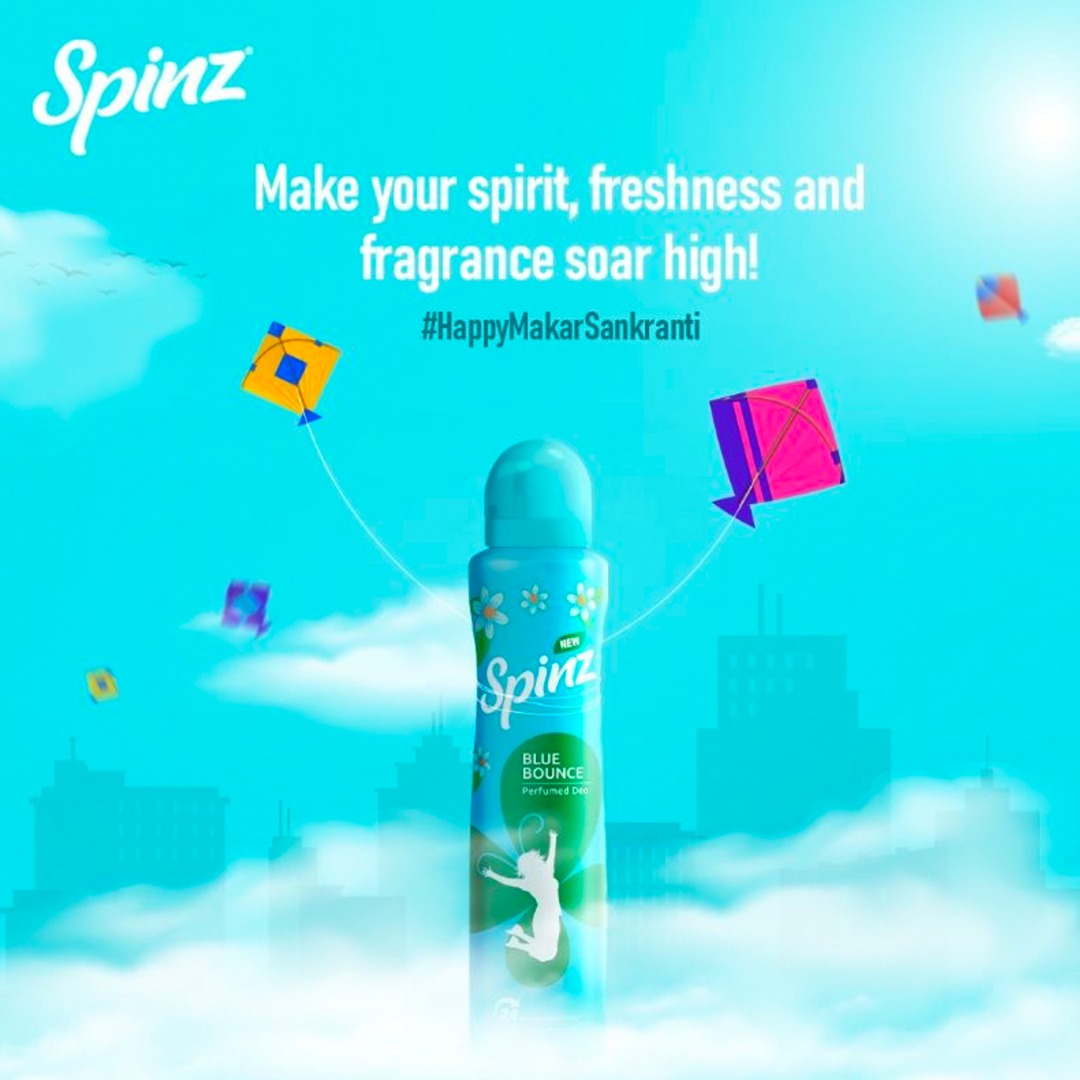 Spinz
Make your spirit, freshness and
fragrance soar high!
#HappyMakarSankranti
NEW
Spinz
BLUE
BOUNCE
Perfumed Deo